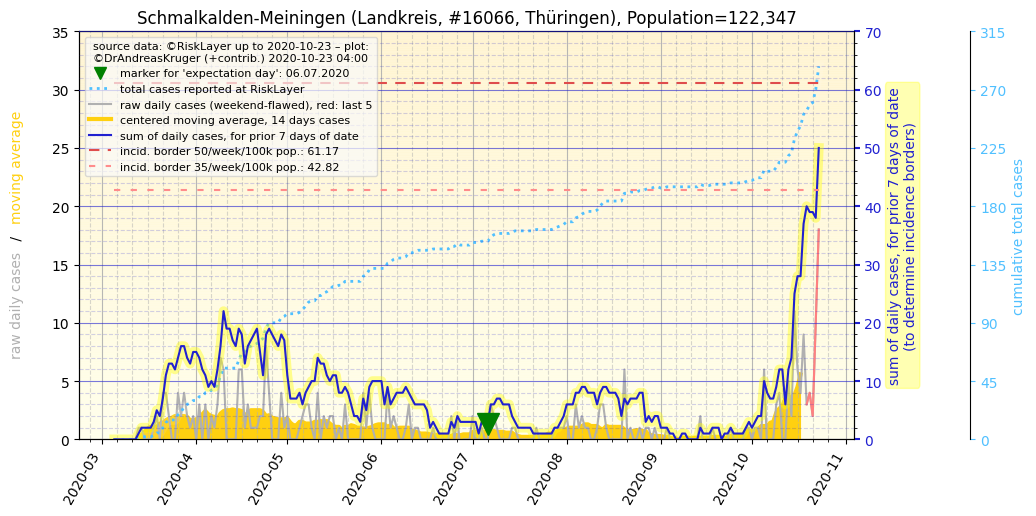 Schmalkalden-Meiningen (Landkreis, #16066, Thüringen), Population=122,347
source data: ©RiskLayer up to 2020-10-23 – plot:
©DrAndreasKruger (+contrib.) 2020-10-23 04:00
marker for 'expectation day': 06.07.2020
total cases reported at RiskLayer
raw daily cases (weekend-flawed), red: last 5
centered moving average, 14 days cases
sum of daily cases, for prior 7 days of date
incid. border 50/week/100k pop.: 61.17
incid. border 35/week/100k pop.: 42.82
raw daily cases / moving average
35
30
25
20
15
10
5
0
2020-03
2020-04
2020-05
2020-06
2020-07
2020-08
2020-09
2020-10
2020-11
70
60
50
40
30
20
10
0
sum of daily cases, for prior 7 days of date
(to determine incidence borders)
315
270
225
180
135
90
45
0
cumulative total cases